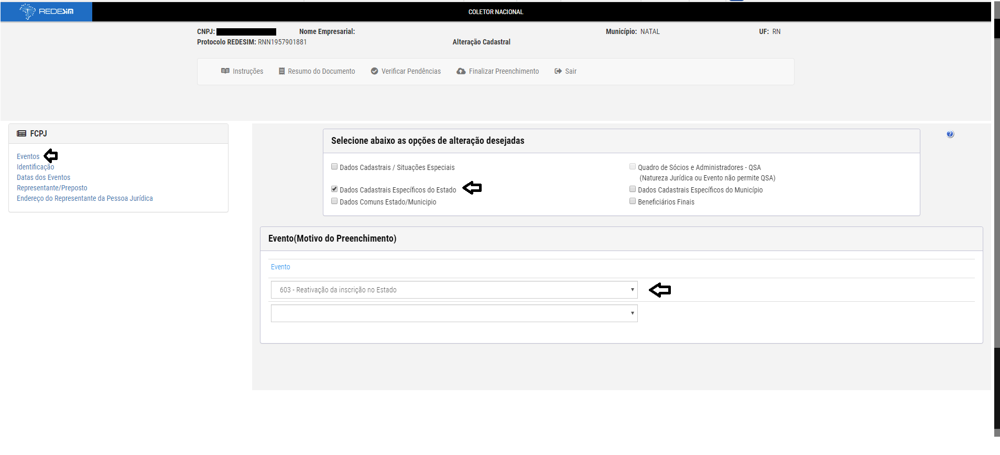 REDESIM
COLETOR NACIONAL
CNPJ:
Nome Empresarial:
Município: NATAL
UF: RN
Protocolo REDESIM: RNN1957901881
Alteração Cadastral
Instruções
Resumo do Documento
Verificar Pendências
Finalizar Preenchimento
Sair
FCPJ
Eventos
Identificação
Datas dos Eventos
Representante/Preposto
Endereço do Representante da Pessoa Jurídica
Selecione abaixo as opções de alteração desejadas
?
Dados Cadastrais / Situações Especiais
Quadro de Sócios e Administradores - QSA
(Natureza Jurídica ou Evento não permite QSA)
Dados Cadastrais Específicos do Estado
Dados Cadastrais Específicos do Município
Dados Comuns Estado/Municipio
Beneficiários Finais
Evento(Motivo do Preenchimento)
Evento
603 - Reativação da inscrição no Estado